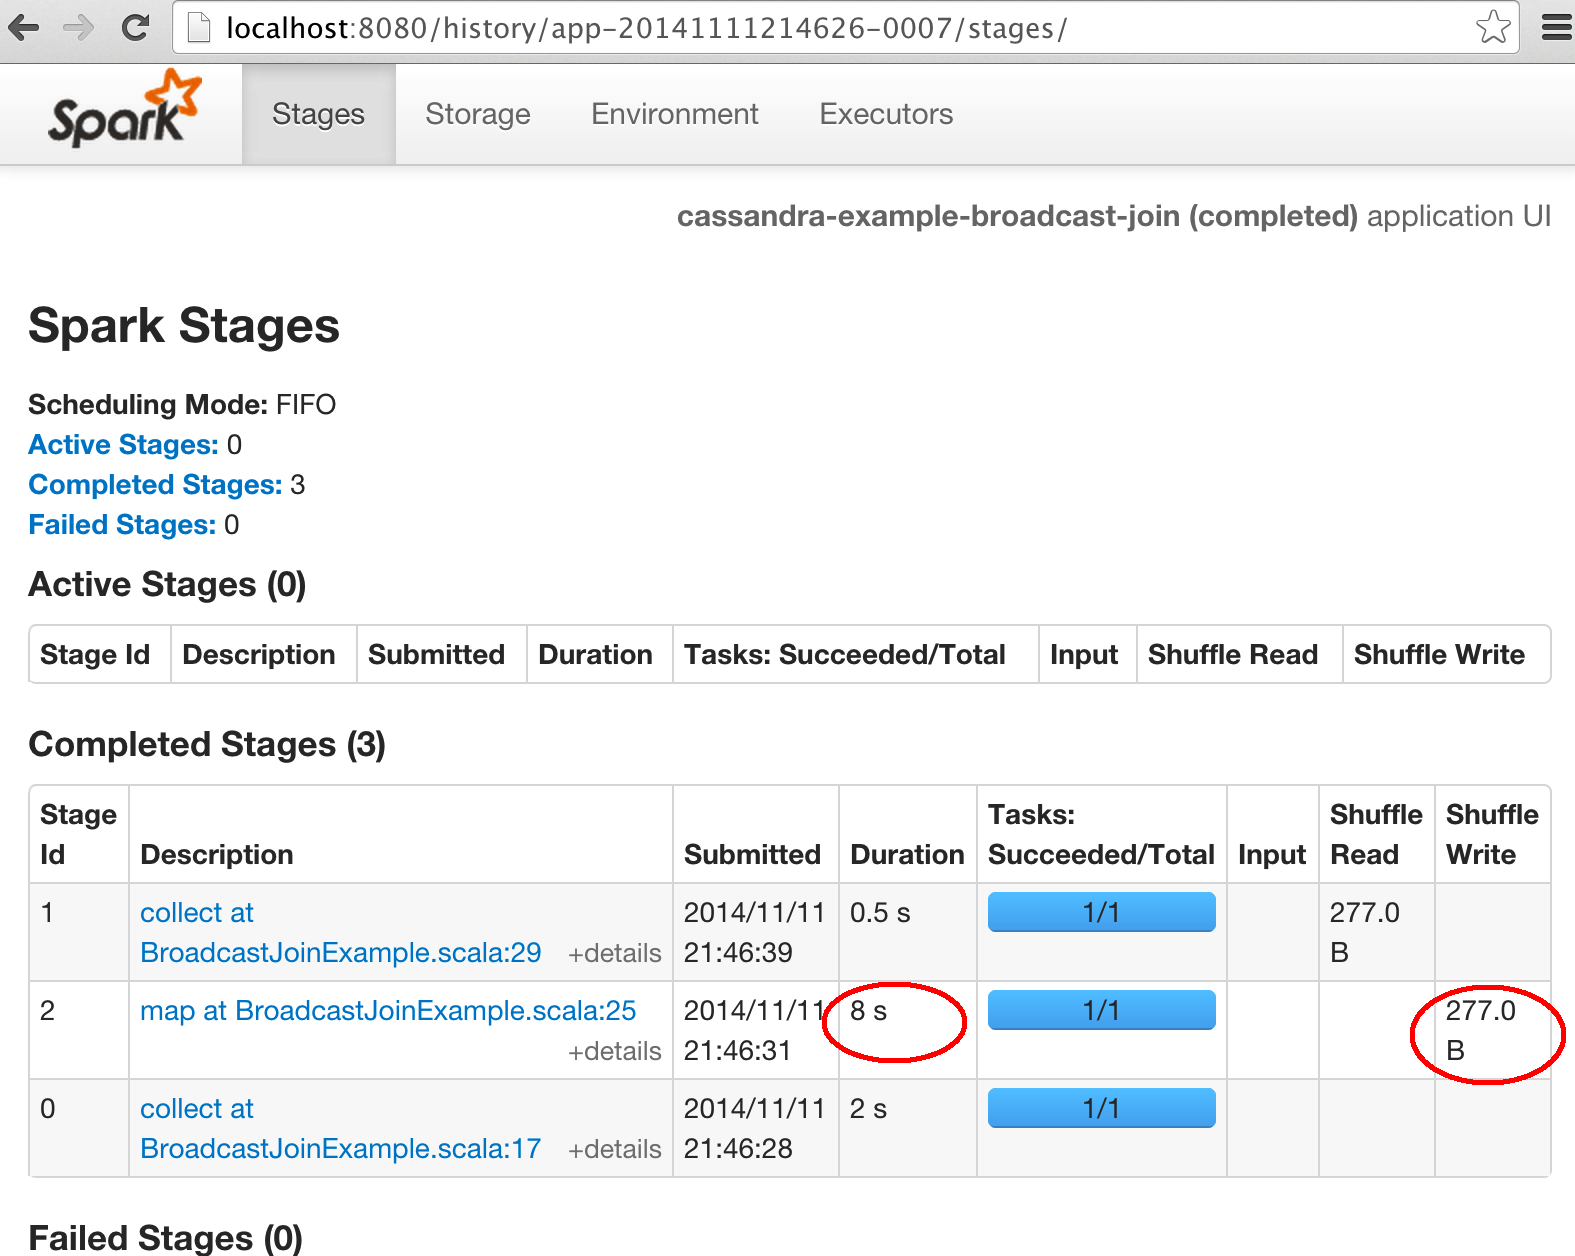 localhost:8080/history/app-20141111214626-0007/stages/
Spark
Stages Storage Environment Executors
cassandra-example-broadcast-join (completed) application UI
Spark Stages
Scheduling Mode: FIFO
Active Stages: 0
Completed Stages: 3
Failed Stages: 0
Active Stages (0)
Stage Id Description Submitted Duration Tasks: Succeeded/Total Input Shuffle Read Shuffle Write
Completed Stages (3)
Stage Tasks: Shuffle Shuffle
Id Description Submitted Duration Succeeded/Total Input Read Write
1 collect at 2014/11/11 0.5 s 1/1 277.0
BroadcastJoinExample.scala:29 +details 21:46:39 B
2 map at BroadcastJoinExample.scala:25 2014/11/11 8 s 1/1 277.0
+details 21:46:31 B
0 collect at 2014/11/11 2 s 1/1
BroadcastJoinExample.scala:17 +details 21:46:28
Failed Stages (0)